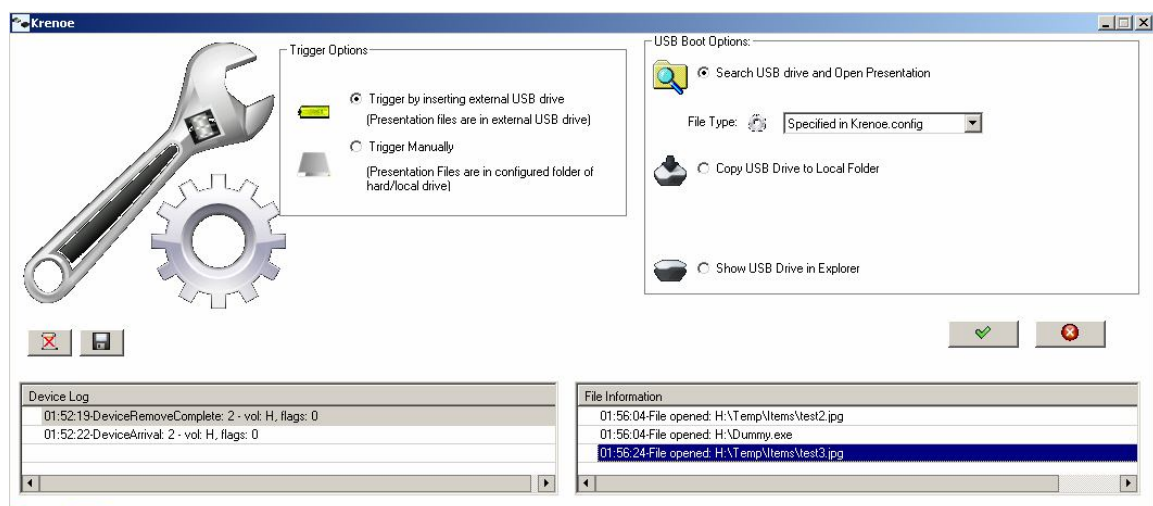 Krenoe
Trigger Options
Trigger by inserting external USB drive
(Presentation files are in external USB drive)
Trigger Manually
(Presentation Files are in configured folder of
hard/local drive)
USB Boot Options:
Search USB drive and Open Presentation
File Type:
Specified in Krenoe.config
Copy USB Drive to Local Folder
Show USB Drive in Explorer
Device Log
01:52:19-DeviceRemoveComplete: 2 - vol: H, flags: 0
01:52:22-DeviceArrival: 2 - vol: H, flags: 0
File Information
01:56:04-File opened: H:\Temp\Items\test2.jpg
01:56:04-File opened: H:\Dummy.exe
01:56:24-File opened: H:\Temp\Items\test3.jpg